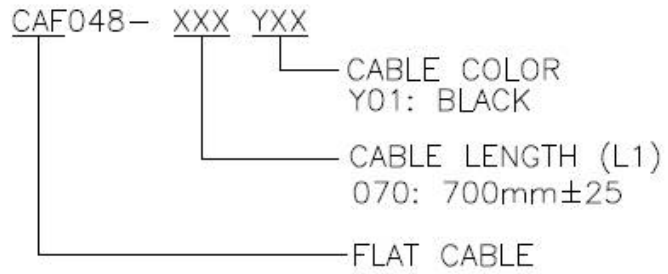 CAF048- XXX YXX
CABLE COLOR
Y01: BLACK
CABLE LENGTH (L1)
070: 700mm±25
FLAT CABLE